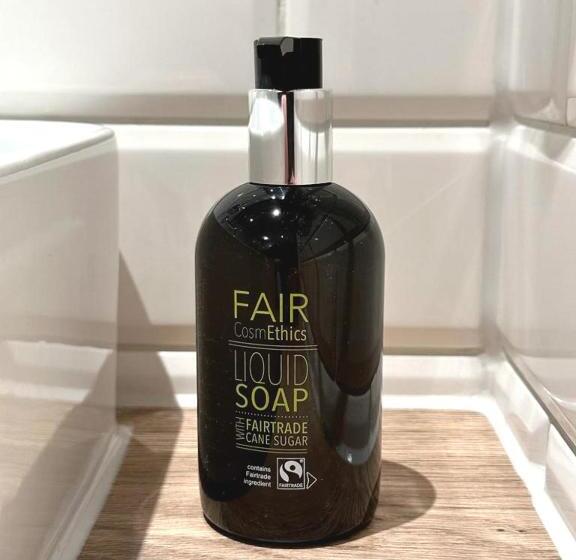 FAIR
CosmEthics
LIQUID
SOAP
WITH FAIRTRADE
CANE SUGAR
contains
Fairtrade
ingredient
FAIRTRADE